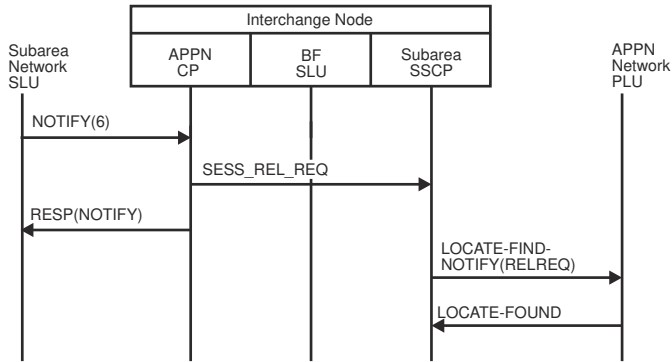 Interchange Node
Subarea
Network
SLU
APPN
CP
BF
SLU
Subarea
SSCP
APPN
Network
PLU
NOTIFY(6)
SESS_REL_REQ
RESP(NOTIFY)
LOCATE-FIND-
NOTIFY(RELREQ)
LOCATE-FOUND